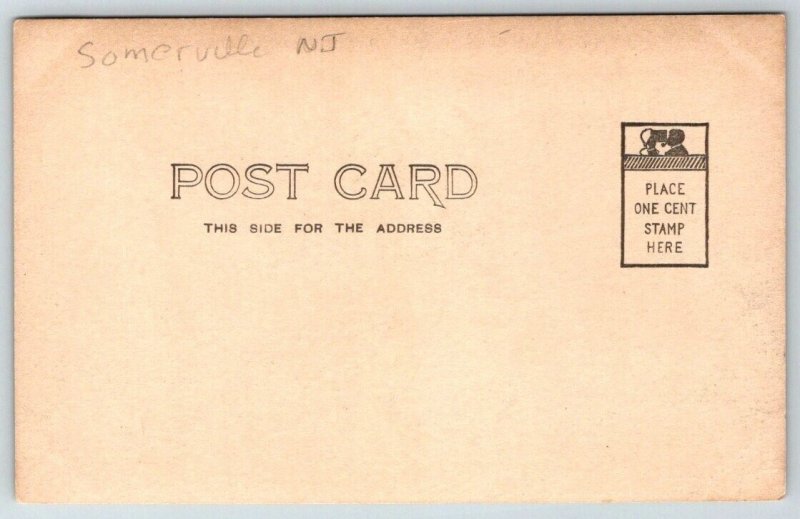 Somerville NJ
POST CARD
THIS SIDE FOR THE ADDRESS
PLACE
ONE CENT
STAMP
HERE